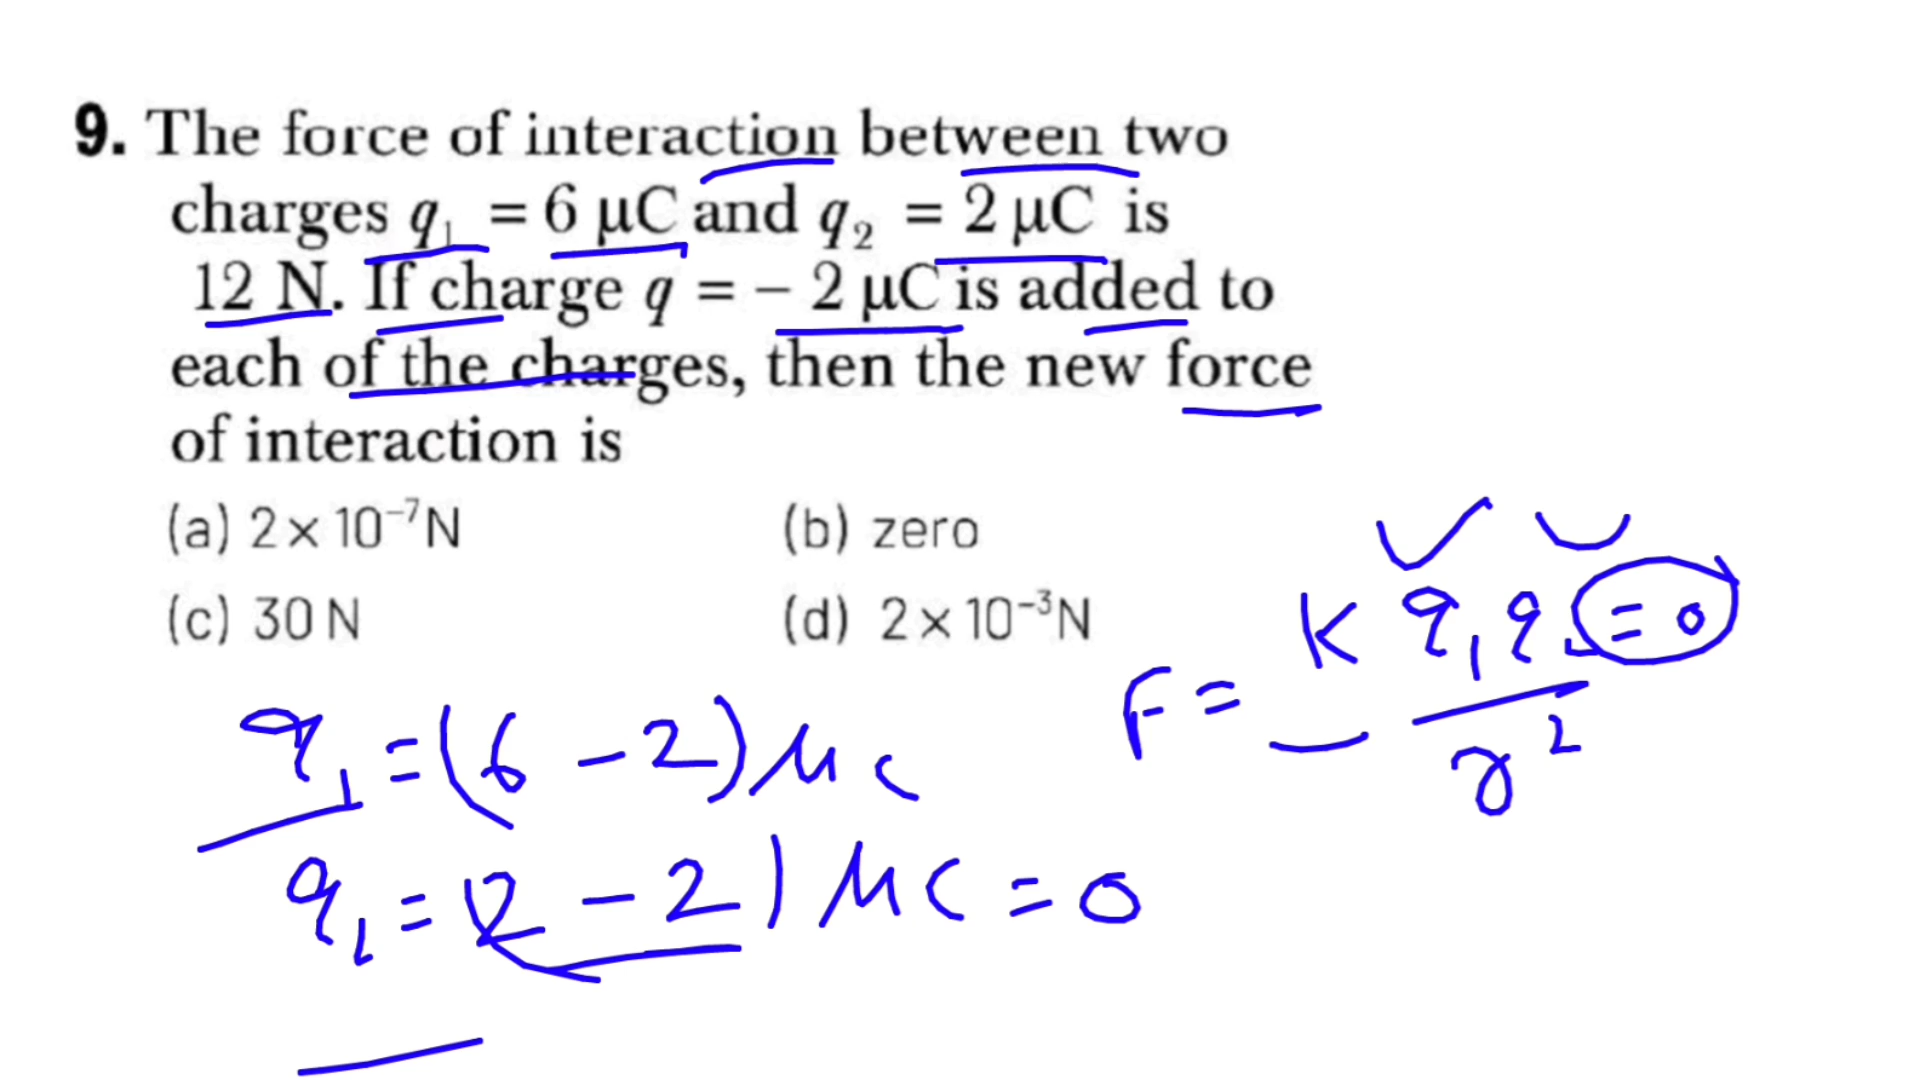 9. The force of interaction between two
charges q₁ = 6 μC and q₂ = 2 μC is
12 N. If charge q = – 2 μC is added to
each of the charges, then the new force
of interaction is
(a) 2 × 10⁻⁷ N (b) zero
(c) 30 N (d) 2 × 10⁻³ N
F = K q₁ q₂ = 0
r²
q₁ = (6 – 2) μC
q₂ = (2 – 2) μC = 0